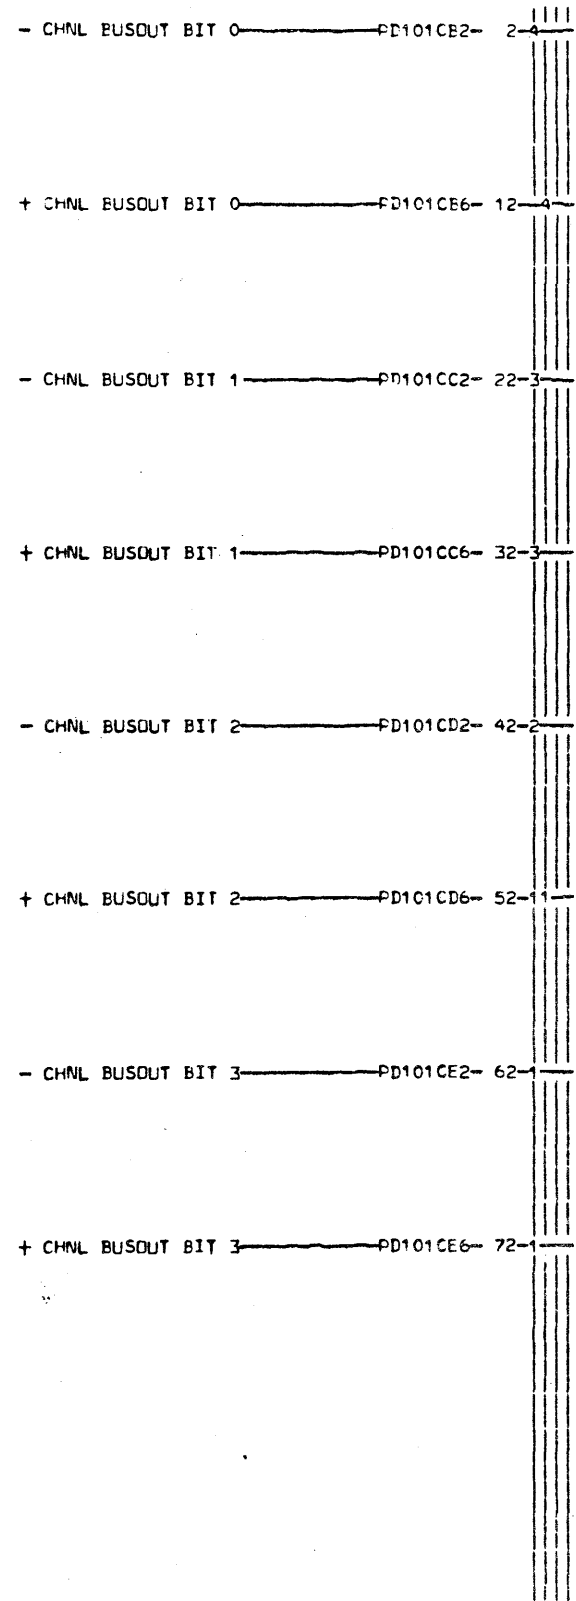 - CHNL BUSOUT BIT 0 PD101CB2- 2-4
+ CHNL BUSOUT BIT 0 PD101CB6- 12-4
- CHNL BUSOUT BIT 1 PD101CC2- 22-3
+ CHNL BUSOUT BIT 1 PD101CC6- 32-3
- CHNL BUSOUT BIT 2 PD101CD2- 42-2
+ CHNL BUSOUT BIT 2 PD101CD6- 52-11
- CHNL BUSOUT BIT 3 PD101CE2- 62-1
+ CHNL BUSOUT BIT 3 PD101CE6- 72-1